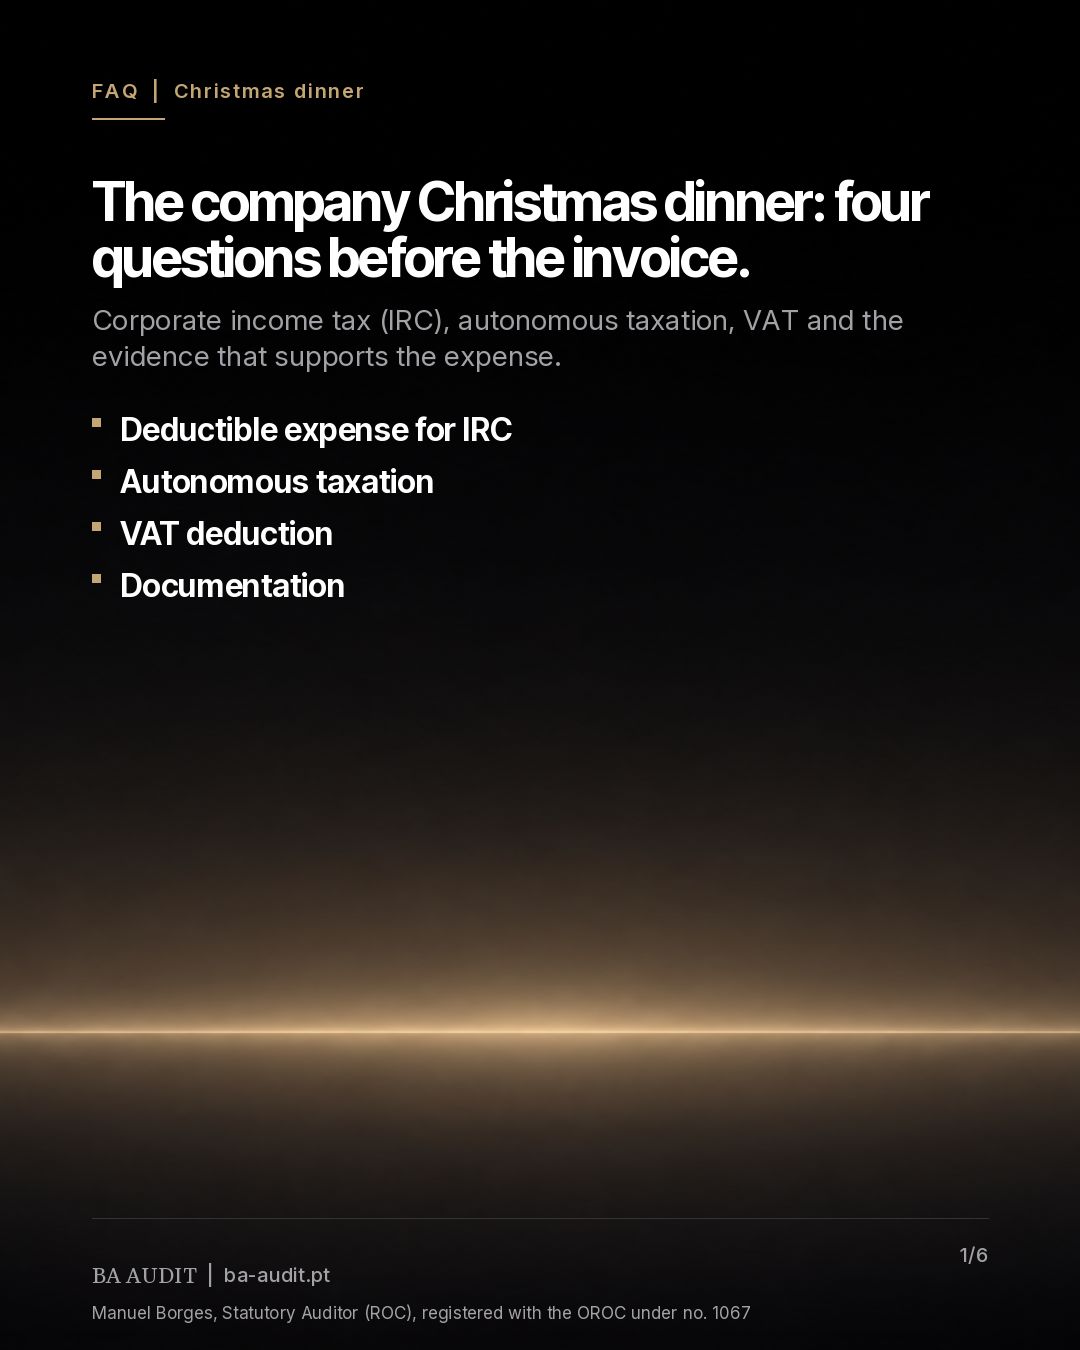 FAQ | Christmas dinner
The company Christmas dinner: four
questions before the invoice.
Corporate income tax (IRC), autonomous taxation, VAT and the
evidence that supports the expense.
Deductible expense for IRC
Autonomous taxation
VAT deduction
Documentation
1/6
BA AUDIT | ba-audit.pt
Manuel Borges, Statutory Auditor (ROC), registered with the OROC under no. 1067